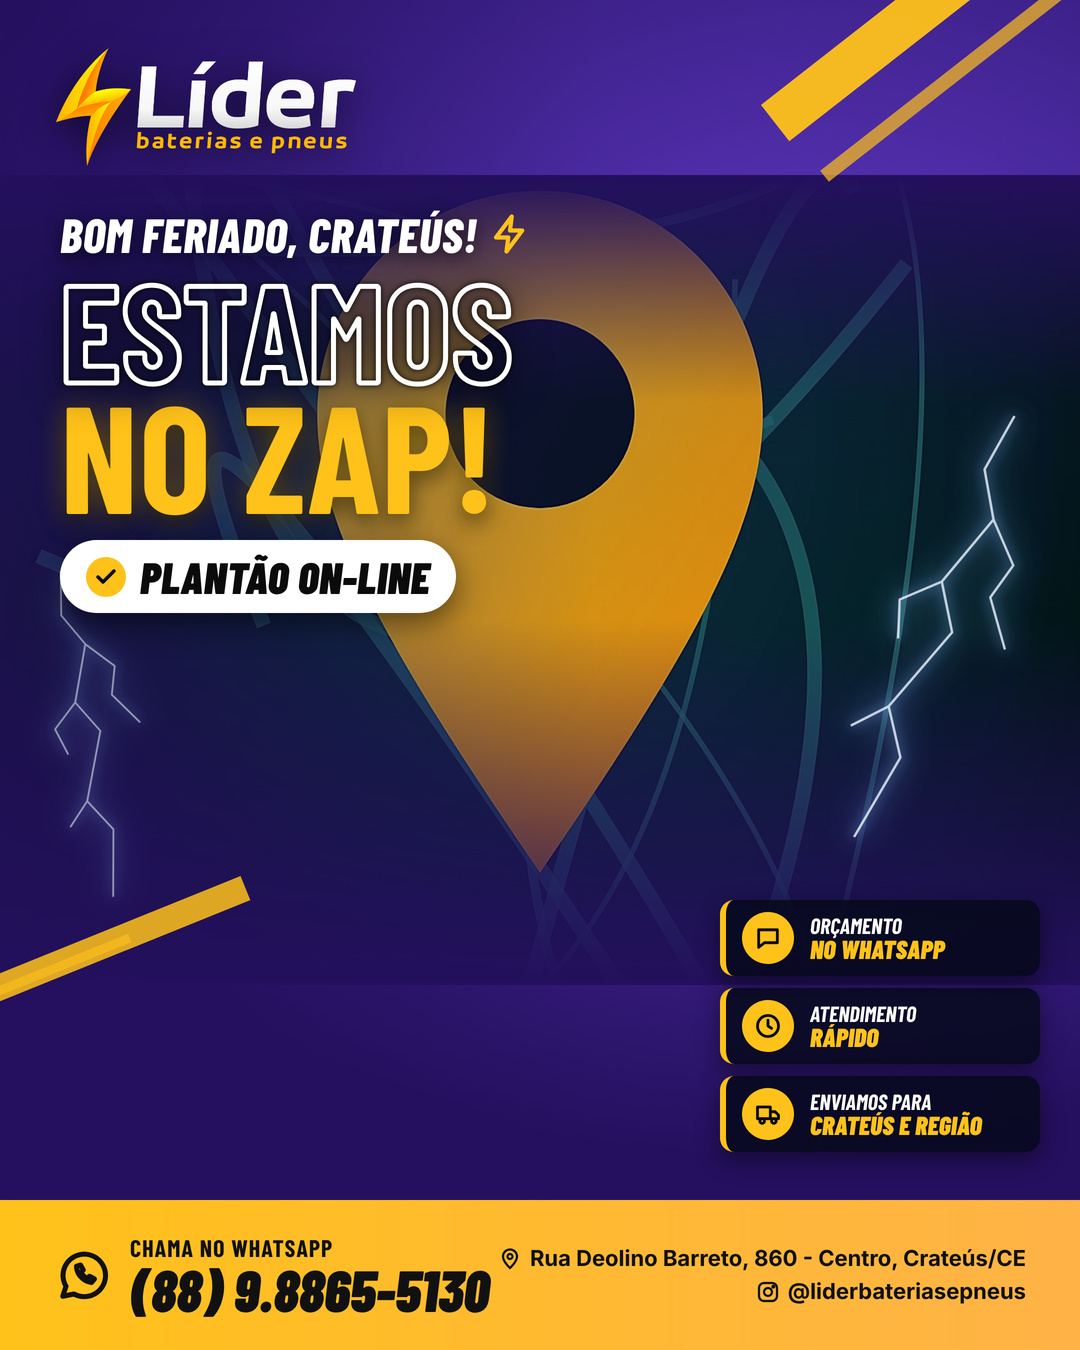 Líder
baterias e pneus
BOM FERIADO, CRATEÚS!
ESTAMOS
NO ZAP!
PLANTÃO ON-LINE
ORÇAMENTO
NO WHATSAPP
ATENDIMENTO
RÁPIDO
ENVIAMOS PARA
CRATEÚS E REGIÃO
CHAMA NO WHATSAPP
(88) 9.8865-5130
Rua Deolino Barreto, 860 - Centro, Crateús/CE
@liderbateriasepneus